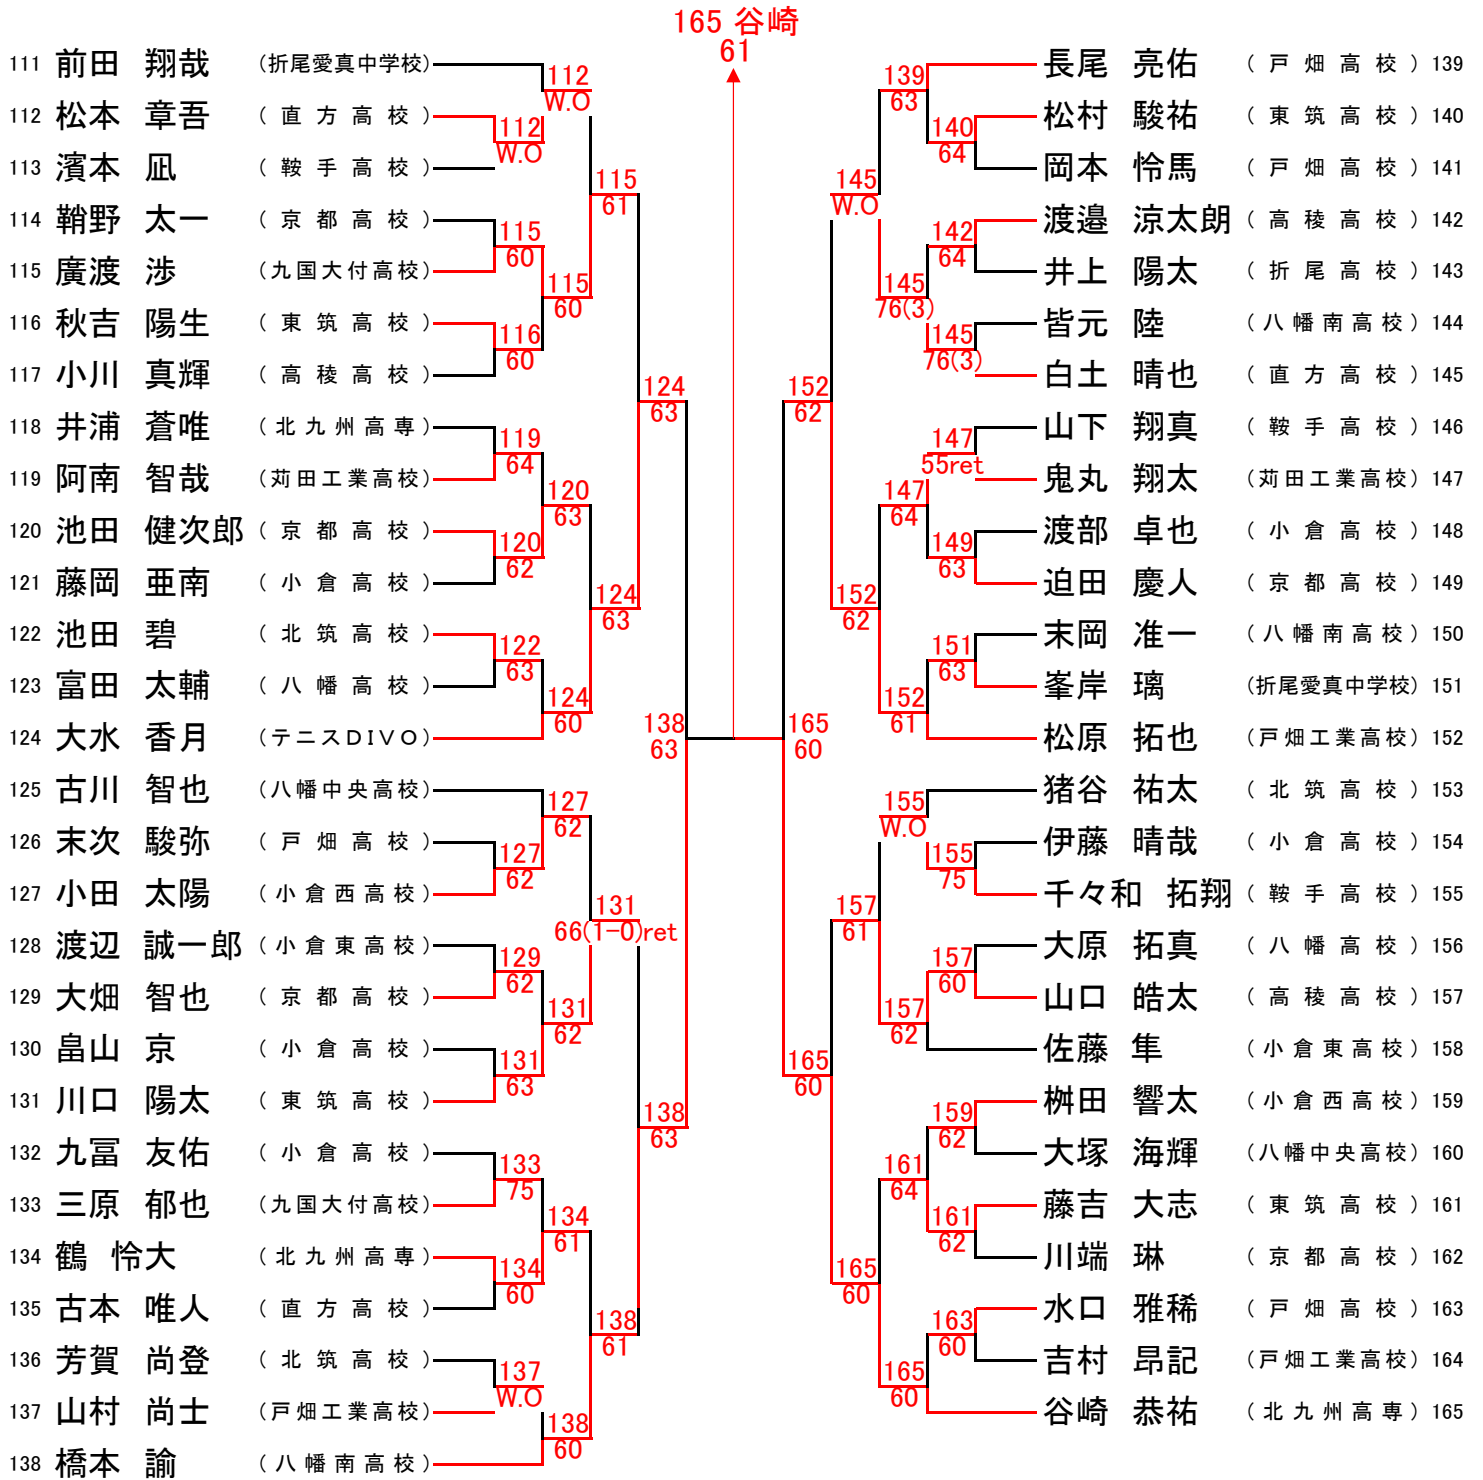 165 谷崎
61
111 前田 翔哉 (折尾愛真中学校)
112 松本 章吾 (直方高校)
113 濱本 凪 (鞍手高校)
114 鞘野 太一 (京都高校)
115 廣渡 渉 (九国大付高校)
116 秋吉 陽生 (東筑高校)
117 小川 真輝 (高稜高校)
118 井浦 蒼唯 (北九州高専)
119 阿南 智哉 (苅田工業高校)
120 池田 健次郎 (京都高校)
121 藤岡 亜南 (小倉高校)
122 池田 碧 (北筑高校)
123 富田 太輔 (八幡高校)
124 大水 香月 (テニスDIVO)
125 古川 智也 (八幡中央高校)
126 末次 駿弥 (戸畑高校)
127 小田 太陽 (小倉西高校)
128 渡辺 誠一郎 (小倉東高校)
129 大畑 智也 (京都高校)
130 畠山 京 (小倉高校)
131 川口 陽太 (東筑高校)
132 九冨 友佑 (小倉高校)
133 三原 郁也 (九国大付高校)
134 鶴 怜大 (北九州高専)
135 古本 唯人 (直方高校)
136 芳賀 尚登 (北筑高校)
137 山村 尚士 (戸畑工業高校)
138 橋本 諭 (八幡南高校)
112
W.O
115
60
116
60
119
64
120
62
122
63
127
62
129
62
131
63
133
75
134
60
137
W.O
112
W.O
115
60
120
63
124
60
127
62
131
62
134
61
138
60
115
61
124
63
131
66(1-0)ret
138
61
124
63
138
63
138
63
165
60
152
62
165
60
145
W.O
152
62
157
61
165
60
139
63
145
76(3)
147
64
152
61
155
W.O
157
62
161
64
165
60
140
64
142
64
145
76(3)
147
55ret
149
63
151
63
155
75
157
60
159
62
161
62
163
60
長尾 亮佑 (戸畑高校) 139
松村 駿祐 (東筑高校) 140
岡本 怜馬 (戸畑高校) 141
渡邉 涼太朗 (高稜高校) 142
井上 陽太 (折尾高校) 143
皆元 陸 (八幡南高校) 144
白土 晴也 (直方高校) 145
山下 翔真 (鞍手高校) 146
鬼丸 翔太 (苅田工業高校) 147
渡部 卓也 (小倉高校) 148
迫田 慶人 (京都高校) 149
末岡 准一 (八幡南高校) 150
峯岸 璃 (折尾愛真中学校) 151
松原 拓也 (戸畑工業高校) 152
猪谷 祐太 (北筑高校) 153
伊藤 晴哉 (小倉高校) 154
千々和 拓翔 (鞍手高校) 155
大原 拓真 (八幡高校) 156
山口 皓太 (高稜高校) 157
佐藤 隼 (小倉東高校) 158
桝田 響太 (小倉西高校) 159
大塚 海輝 (八幡中央高校) 160
藤吉 大志 (東筑高校) 161
川端 琳 (京都高校) 162
水口 雅稀 (戸畑高校) 163
吉村 昂記 (戸畑工業高校) 164
谷崎 恭祐 (北九州高専) 165